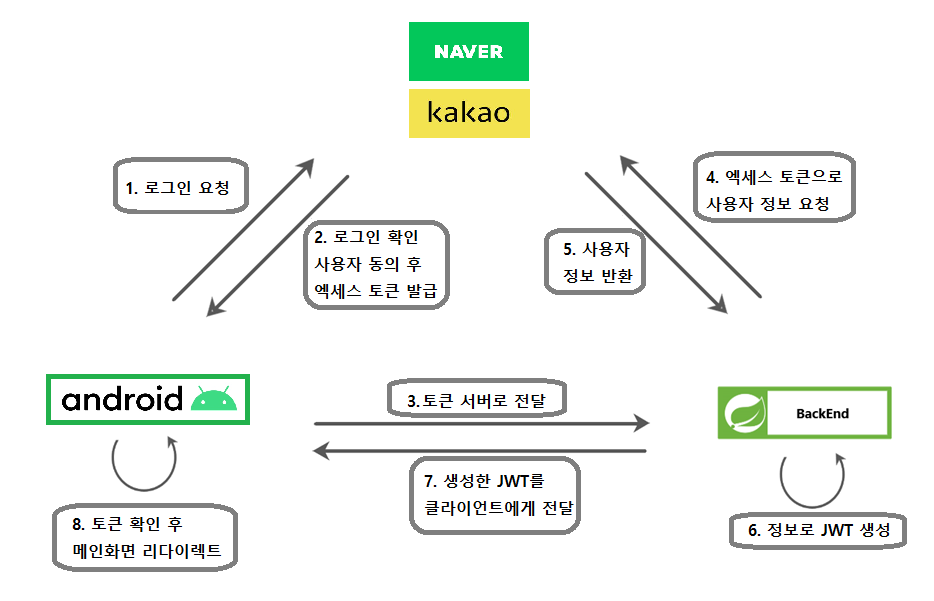 NAVER
kakao
1. 로그인 요청
2. 로그인 확인
사용자 동의 후
엑세스 토큰 발급
4. 엑세스 토큰으로
사용자 정보 요청
5. 사용자
정보 반환
android
3.토큰 서버로 전달
BackEnd
7. 생성한 JWT를
클라이언트에게 전달
8. 토큰 확인 후
메인화면 리다이렉트
6. 정보로 JWT 생성